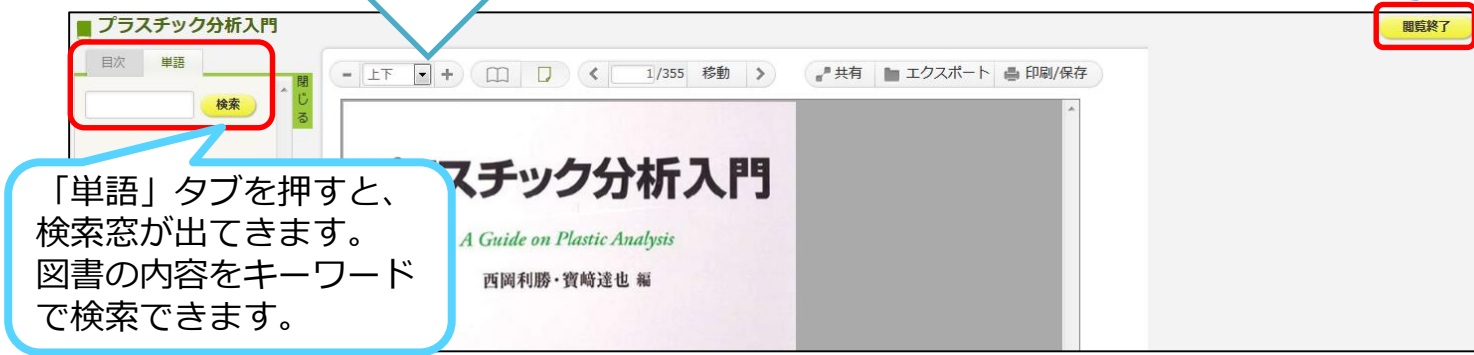 プラスチック分析入門
閲覧終了
目次 単語
閉じる
検索
- 上下 + 1/355 移動 共有 エクスポート 印刷/保存
スチック分析入門
A Guide on Plastic Analysis
西岡利勝・寳﨑達也 編
「単語」タブを押すと、
検索窓が出てきます。
図書の内容をキーワード
で検索できます。